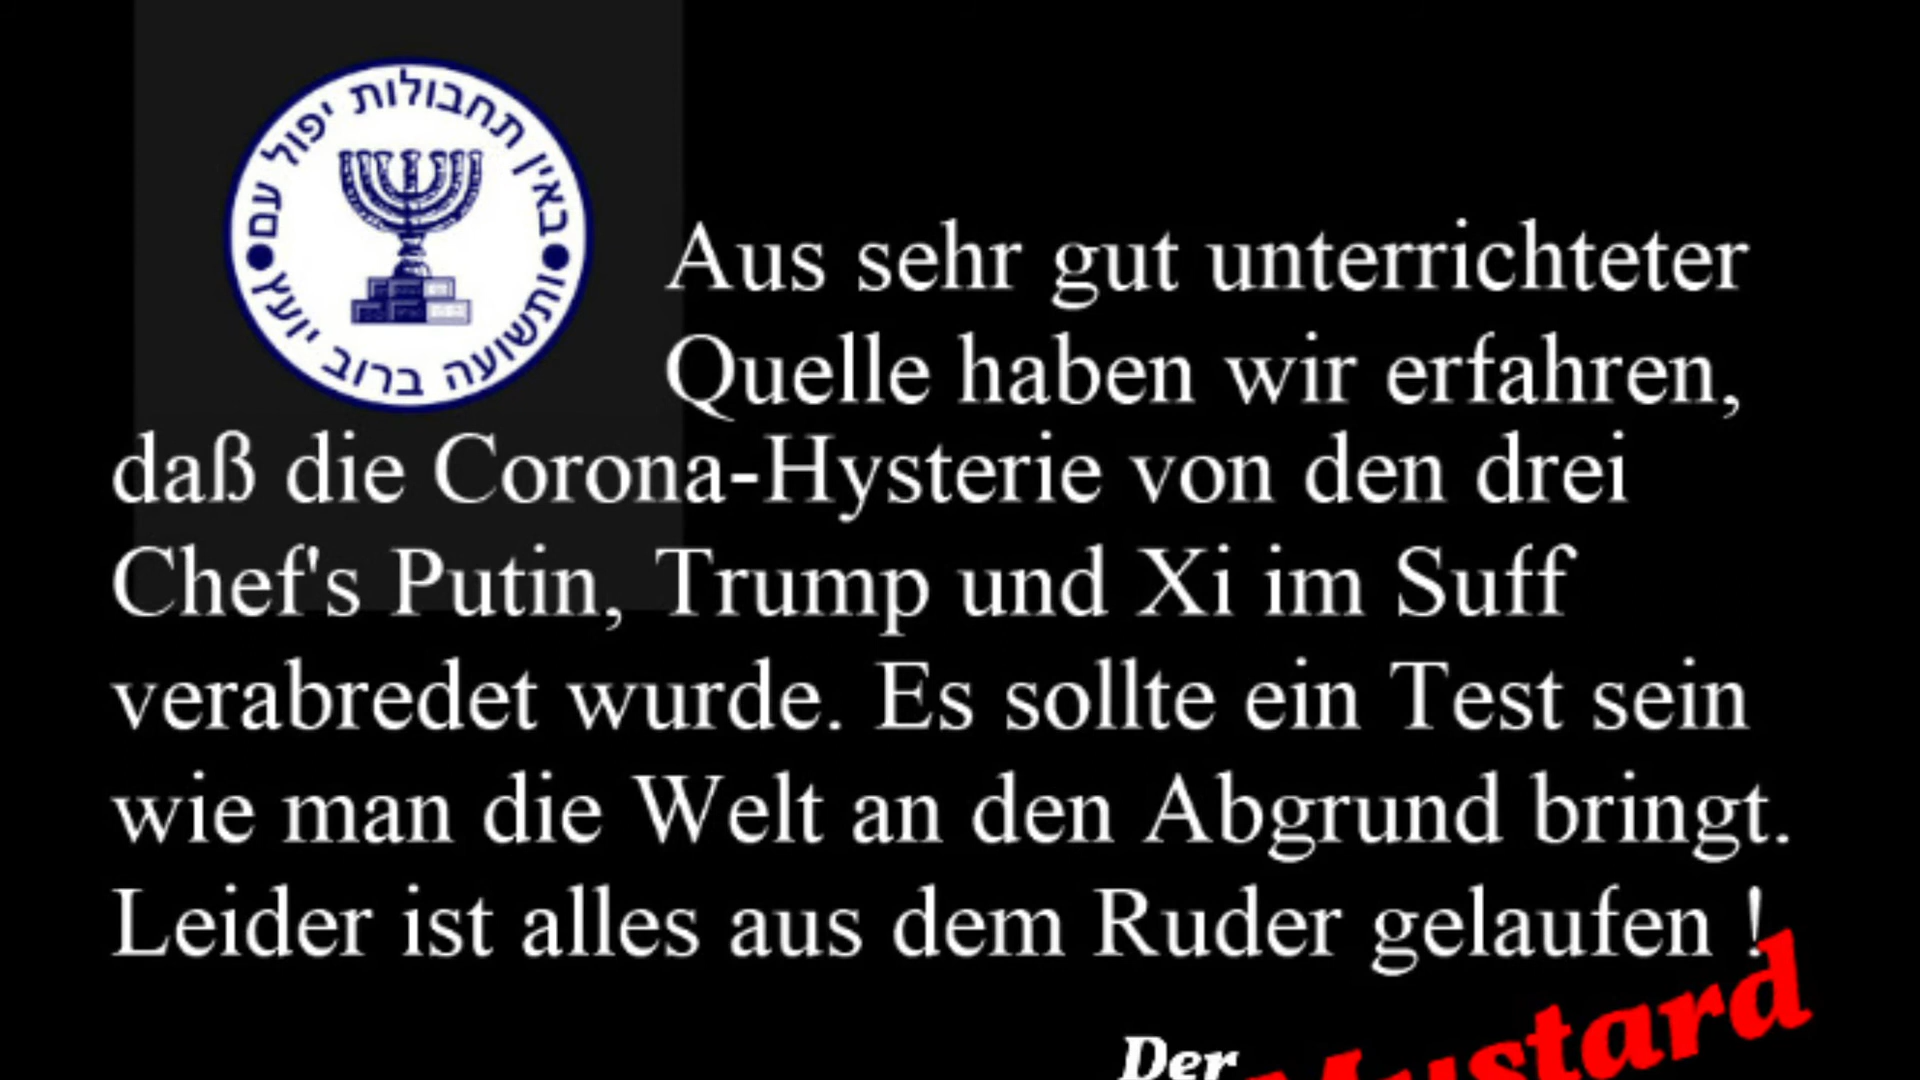 באין תחבולות יפול עם
ותשועה ברוב יועץ
Aus sehr gut unterrichteter
Quelle haben wir erfahren,
daß die Corona-Hysterie von den drei
Chef's Putin, Trump und Xi im Suff
verabredet wurde. Es sollte ein Test sein
wie man die Welt an den Abgrund bringt.
Leider ist alles aus dem Ruder gelaufen !
Der Mustard